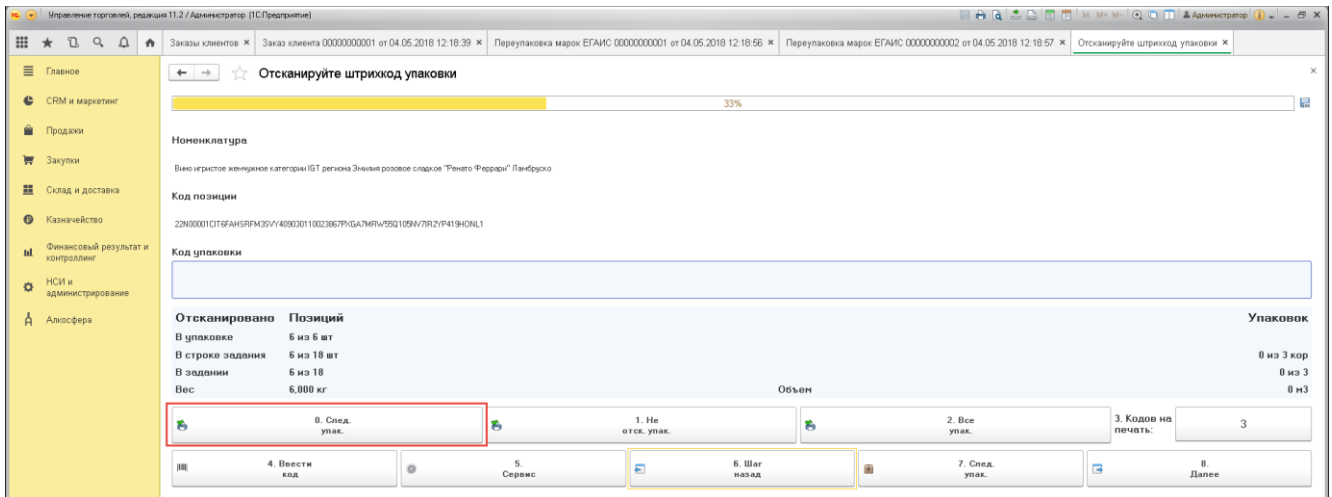 Управление торговлей, редакция 11.2 / Администратор (1С:Предприятие)
M M+ M-
Администратор
Заказы клиентов ×
Заказ клиента 00000000001 от 04.05.2018 12:18:39 ×
Переупаковка марок ЕГАИС 00000000001 от 04.05.2018 12:18:56 ×
Переупаковка марок ЕГАИС 00000000002 от 04.05.2018 12:18:57 ×
Отсканируйте штрихкод упаковки ×
Главное
CRM и маркетинг
Продажи
Закупки
Склад и доставка
Казначейство
Финансовый результат и
контроллинг
НСИ и
администрирование
Алкосфера
Отсканируйте штрихкод упаковки
33%
Номенклатура
Вино игристое жемчужное категории IGT региона Эмилия розовое сладкое "Ренато Феррари" Ламбруско
Код позиции
Код упаковки
Отсканировано Позиций Упаковок
В упаковке 6 из 6 шт
В строке задания 6 из 18 шт 0 из 3 кор
В задании 6 из 18 0 из 3
Вес 6,000 кг Объем 0 м3
0. След.
упак.
1. Не
отск. упак.
2. Все
упак.
3. Кодов на
печать:
3
4. Ввести
код
5.
Сервис
6. Шаг
назад
7. След.
упак.
8.
Далее